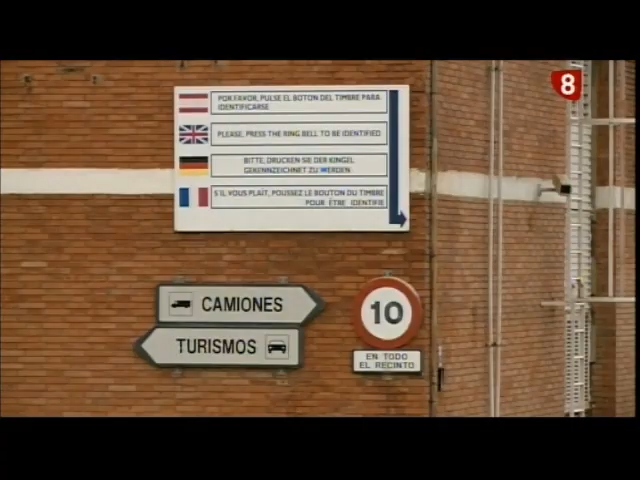 8
POR FAVOR, PULSE EL BOTON DEL TIMBRE PARA
IDENTIFICARSE
PLEASE, PRESS THE RING BELL TO BE IDENTIFIED
BITTE, DRUCKEN SIE DER KINGEL
GEKENNZEICHNET ZU WERDEN
S'IL VOUS PLAIT, POUSSEZ LE BOUTON DU TIMBRE
POUR ÊTRE IDENTIFIE
CAMIONES
10
TURISMOS
EN TODO
EL RECINTO